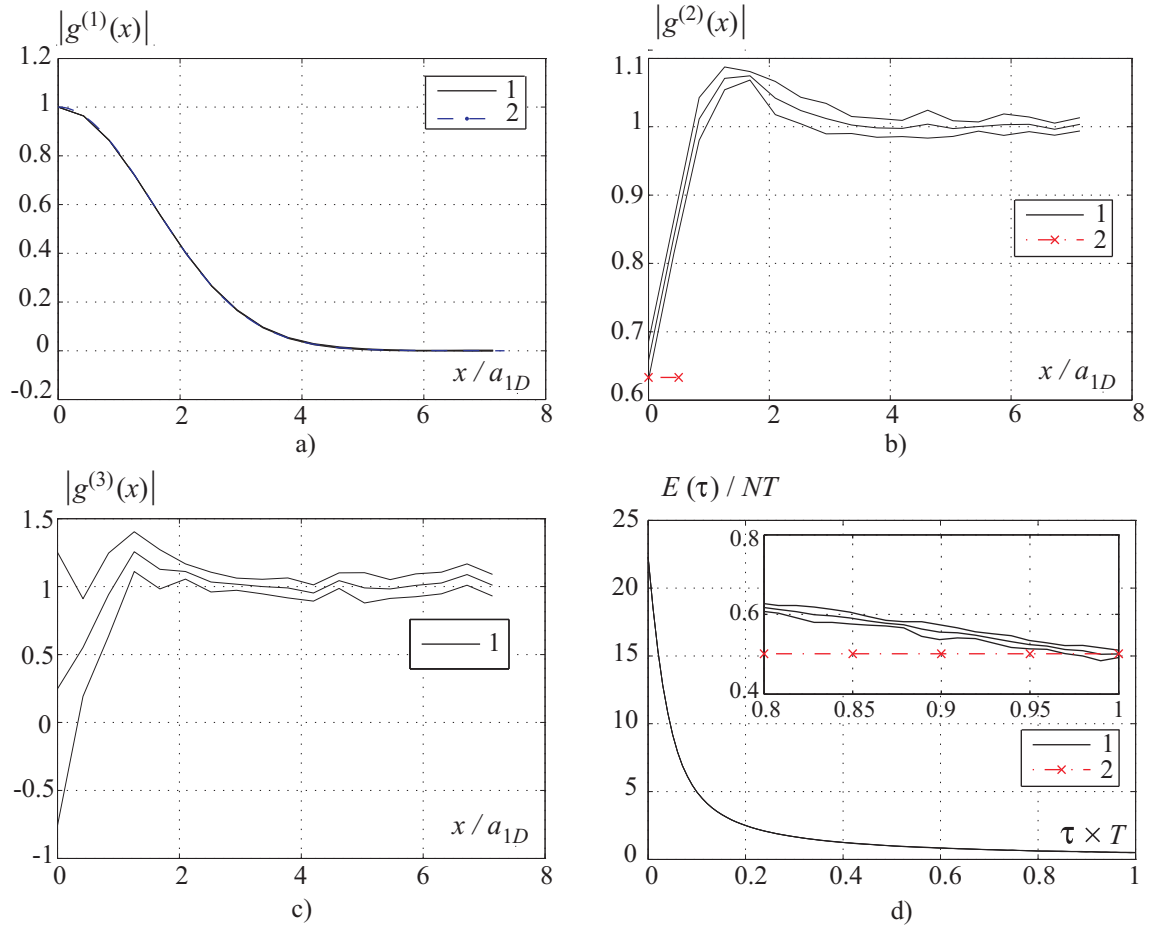 |g^(1)(x)|
1.2
1
0.8
0.6
0.4
0.2
0
-0.2
0 2 4 6 8
1
2
x / a_1D
a)
|g^(2)(x)|
1.1
1.0
0.9
0.8
0.7
0.6
0 2 4 6 8
1
2
x / a_1D
b)
|g^(3)(x)|
1.5
1
0.5
0
-0.5
-1
0 2 4 6 8
1
x / a_1D
c)
E (τ) / NT
25
20
15
10
5
0
0 0.2 0.4 0.6 0.8 1
0.8
0.6
0.4
0.8 0.85 0.9 0.95 1
1
2
τ × T
d)